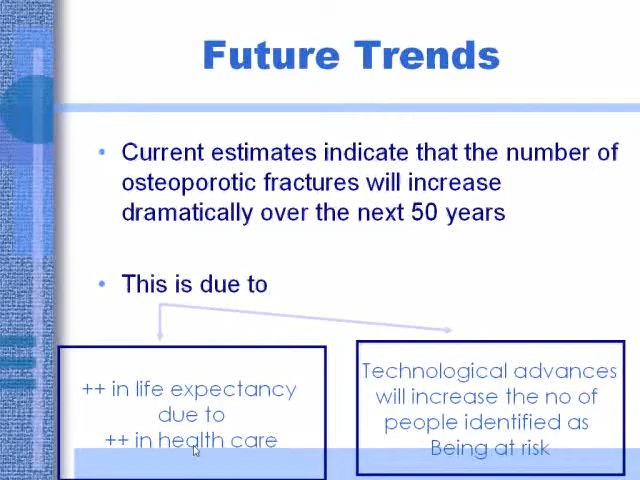 Future Trends
• Current estimates indicate that the number of
osteoporotic fractures will increase
dramatically over the next 50 years
• This is due to
++ in life expectancy
due to
++ in health care
Technological advances
will increase the no of
people identified as
Being at risk